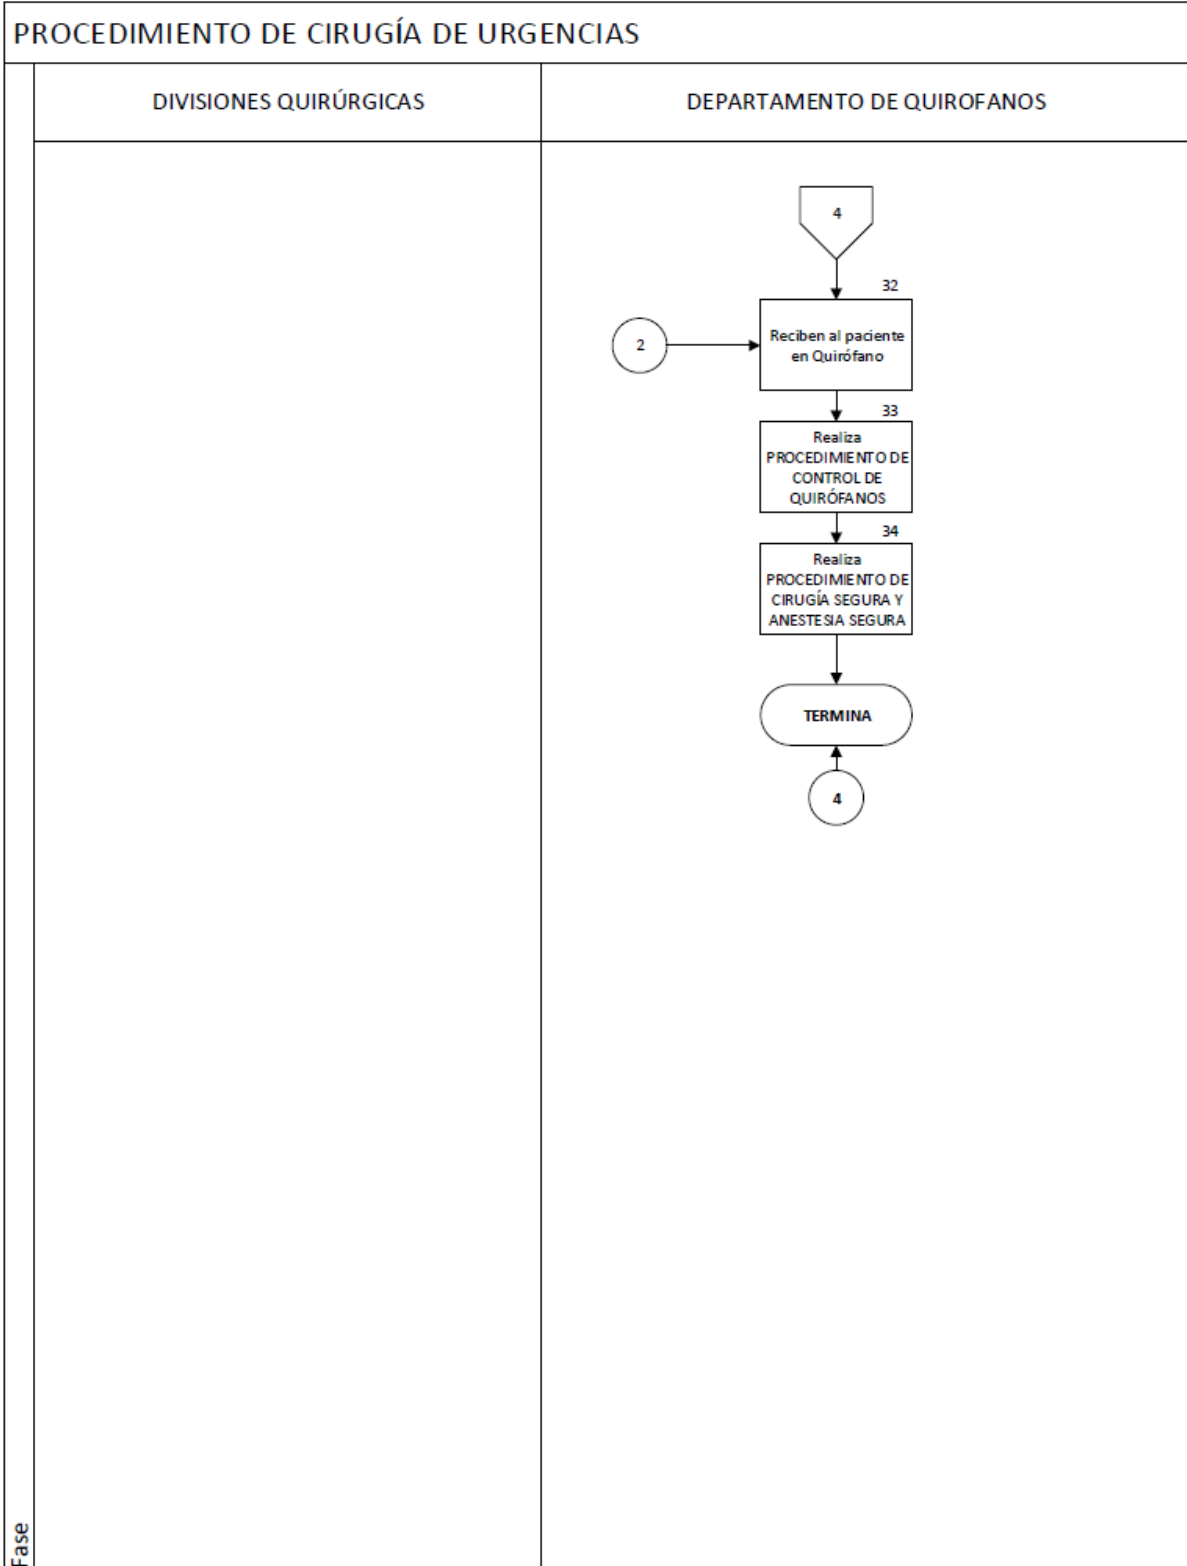 PROCEDIMIENTO DE CIRUGÍA DE URGENCIAS
DIVISIONES QUIRÚRGICAS
DEPARTAMENTO DE QUIROFANOS
4
32
Reciben al paciente
en Quirófano
2
33
Realiza
PROCEDIMIENTO DE
CONTROL DE
QUIRÓFANOS
34
Realiza
PROCEDIMIENTO DE
CIRUGÍA SEGURA Y
ANESTESIA SEGURA
TERMINA
4
Fase